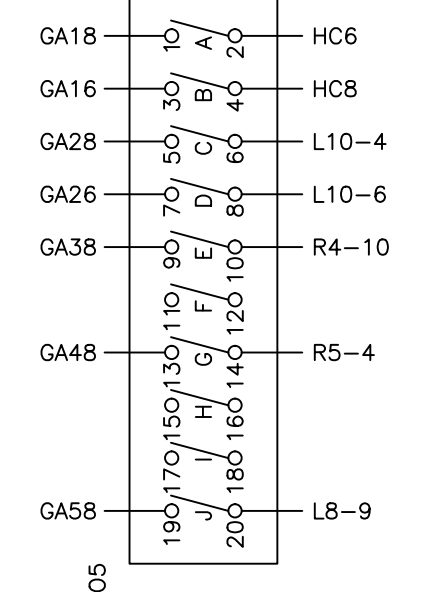 GA18 1 A 2 HC6
GA16 3 B 4 HC8
GA28 5 C 6 L10-4
GA26 7 D 8 L10-6
GA38 9 E 10 R4-10
11 F 12
GA48 13 G 14 R5-4
15 H 16
17 I 18
GA58 19 J 20 L8-9
05